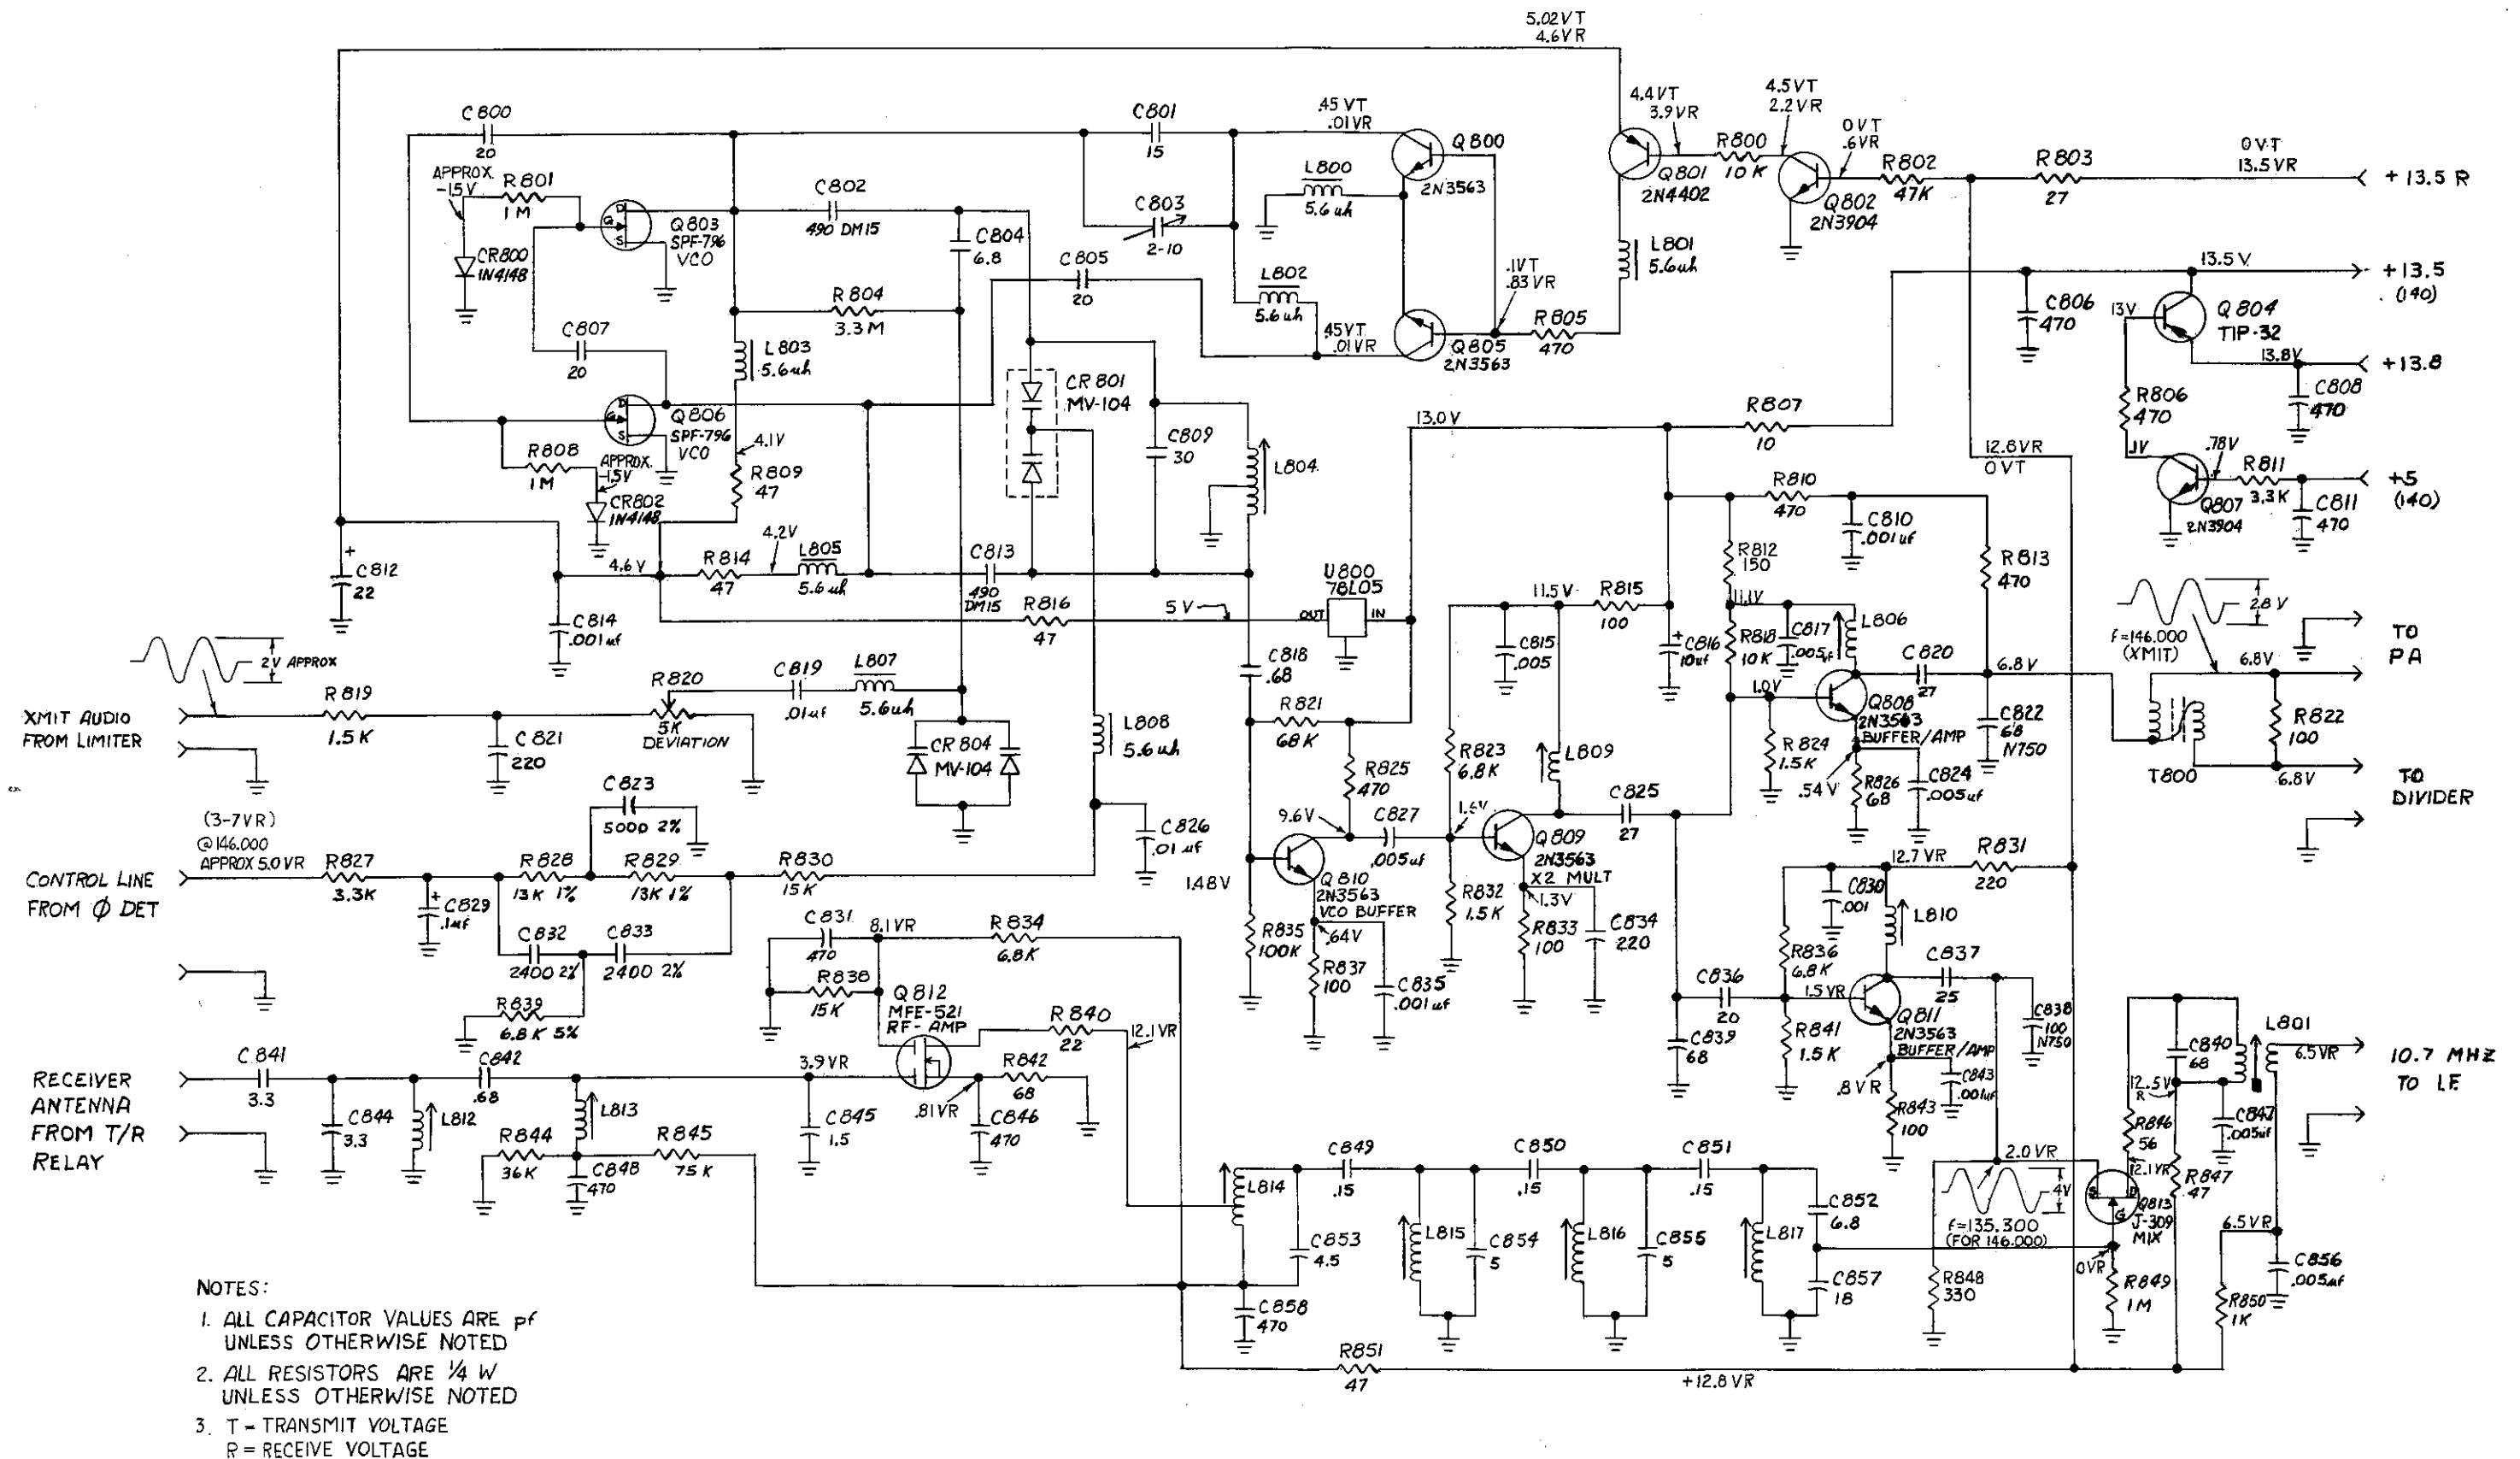 5.02VT
4.6VR
C800
20
C801
15
.45 VT
.01VR
Q800
2N3563
4.4VT
3.9VR
4.5VT
2.2VR
R800
10K
0VT
.6VR
R802
47K
R803
27
0VT
13.5VR
+13.5 R
APPROX.
-1.5V
R801
1M
C802
490 DM15
L800
5.6uh
Q801
2N4402
Q802
2N3904
C803
2-10
Q803
SPF-796
VCO
CR800
1N4148
C804
6.8
C805
20
L802
5.6uh
.1VT
.83VR
L801
5.6uh
13.5V
+13.5
(140)
R804
3.3M
C806
470
13V
Q804
TIP-32
C807
20
L803
5.6uh
.45VT
.01VR
Q805
2N3563
R805
470
13.8V
+13.8
CR801
MV-104
C808
470
R806
470
Q806
SPF-796
VCO
C809
30
13.0V
R807
10
4.1V
R808
1M
APPROX.
-1.5V
CR802
1N4148
R809
47
L804
12.8VR
0VT
.1V
.78V
R811
3.3K
+5
(140)
Q807
2N3904
C811
470
R810
470
C810
.001uf
R812
150
R813
470
C812
22
4.6V
R814
47
4.2V
L805
5.6uh
C813
490
DM15
U800
78L05
OUT
IN
5V
R816
47
C814
.001uf
11.5V
R815
100
C815
.005
C816
10uf
11.1V
R818
10K
C817
.005uf
L806
C820
27
6.8V
2.8V
f=146.000
(XMIT)
6.8V
TO
PA
2V APPROX
XMIT AUDIO
FROM LIMITER
R819
1.5K
C821
220
R820
5K
DEVIATION
C819
.01uf
L807
5.6uh
CR804
MV-104
L808
5.6uh
C818
.68
R821
68K
1.0V
Q808
2N3563
BUFFER/AMP
C822
68
N750
T800
R822
100
6.8V
TO
DIVIDER
R823
6.8K
L809
R824
1.5K
.54V
R826
68
C824
.005uf
R825
470
(3-7VR)
@146.000
APPROX 5.0VR
CONTROL LINE
FROM Φ DET
R827
3.3K
C823
5000 2%
R828
13K 1%
R829
13K 1%
R830
15K
C826
.01uf
9.6V
C827
.005uf
1.6V
Q809
2N3563
X2 MULT
C825
27
C829
.1uf
1.48V
Q810
2N3563
VCO BUFFER
R832
1.5K
1.3V
12.7VR
R831
220
C830
.001
L810
C832
2400 2%
C833
2400 2%
C831
470
8.1VR
R834
6.8K
R835
100K
.64V
R837
100
C835
.001uf
R833
100
C834
220
R836
6.8K
C837
25
R838
15K
R839
6.8K 5%
Q812
MFE-521
RF-AMP
R840
22
12.1VR
C836
20
1.5VR
Q811
2N3563
BUFFER/AMP
C838
100
N750
C839
68
R841
1.5K
.8VR
C843
.001uf
R843
100
C840
68
L801
6.5VR
10.7 MHZ
TO I.F.
RECEIVER
ANTENNA
FROM T/R
RELAY
C841
3.3
C842
.68
3.9VR
.81VR
R842
68
C846
470
C844
3.3
L812
L813
C845
1.5
R844
36K
C848
470
R845
75K
12.5V
R
C847
.005uf
R846
56
12.1VR
R847
47
L814
C849
.15
C850
.15
C851
.15
2.0VR
.4V
f=135.300
(FOR 146.000)
S
D
G
Q813
J-309
MIX
6.5VR
C853
4.5
L815
C854
5
L816
C855
5
L817
C852
6.8
C857
18
C858
470
R848
330
0VR
R849
1M
R850
1K
C856
.005uf
R851
47
+12.8VR
NOTES:
1. ALL CAPACITOR VALUES ARE pf
UNLESS OTHERWISE NOTED
2. ALL RESISTORS ARE 1/4 W
UNLESS OTHERWISE NOTED
3. T - TRANSMIT VOLTAGE
R = RECEIVE VOLTAGE